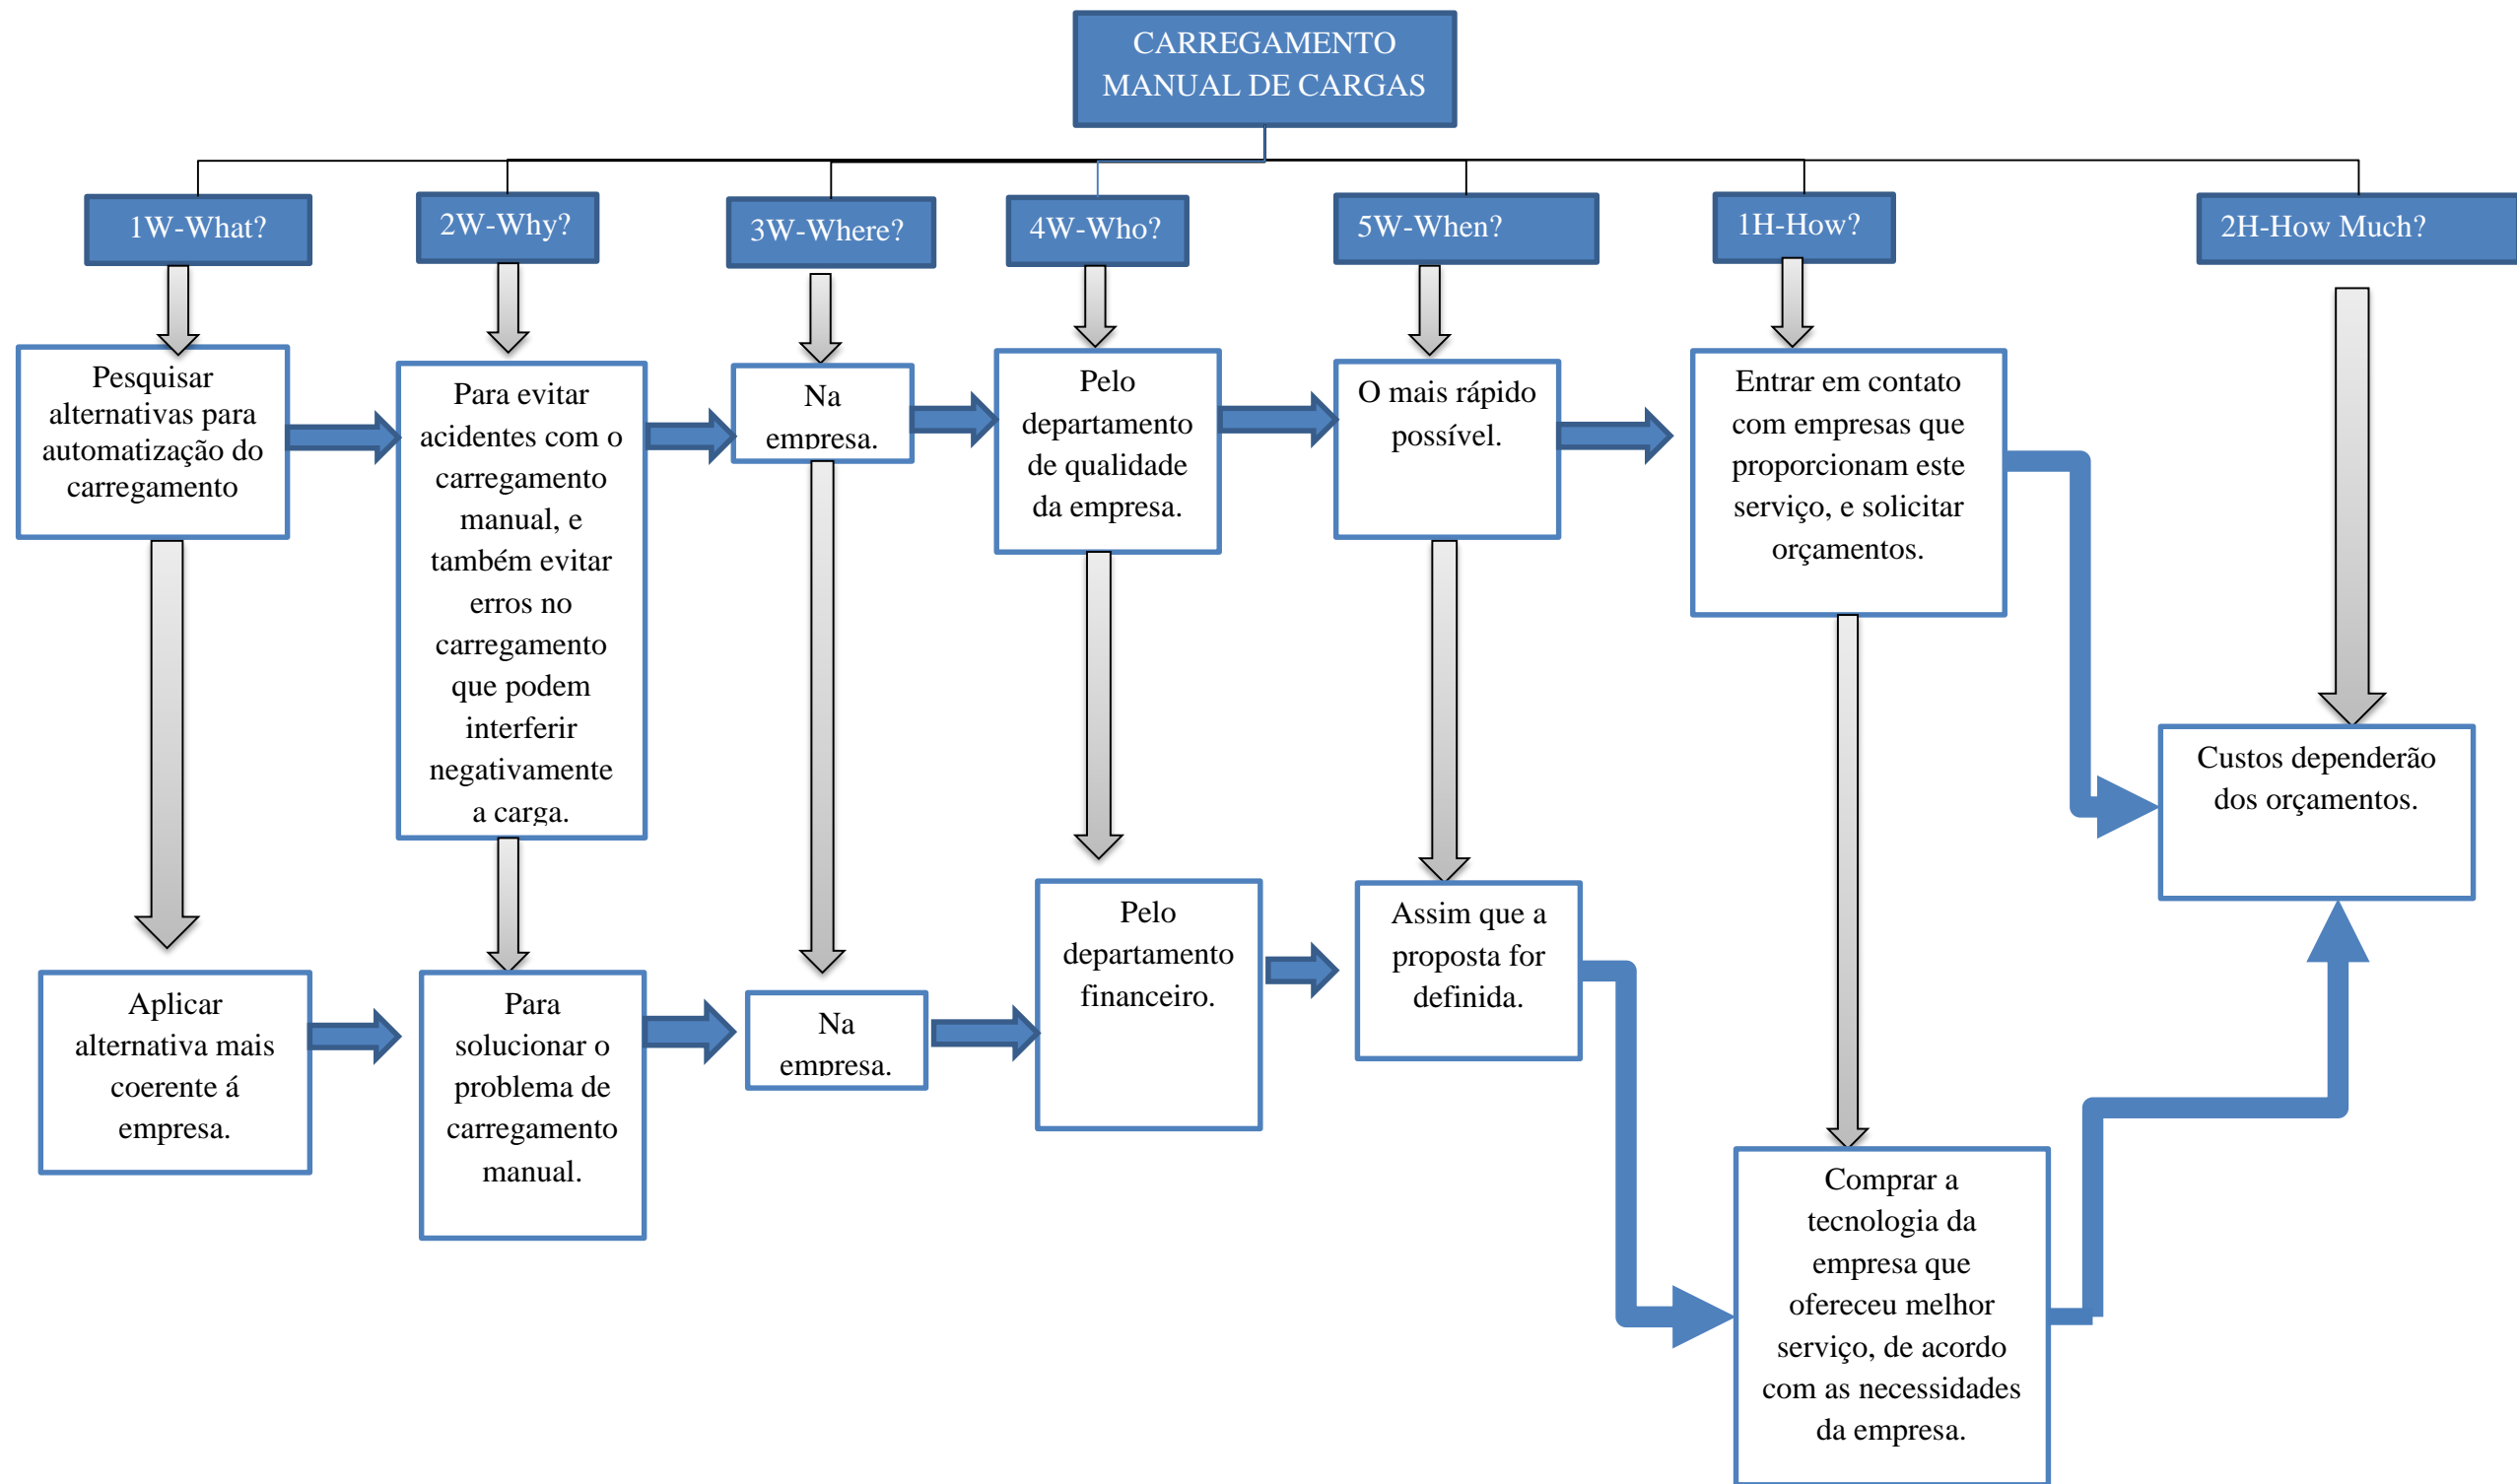 CARREGAMENTO
MANUAL DE CARGAS
1W-What?
2W-Why?
3W-Where?
4W-Who?
5W-When?
1H-How?
2H-How Much?
Pesquisar
alternativas para
automatização do
carregamento
Para evitar
acidentes com o
carregamento
manual, e
também evitar
erros no
carregamento
que podem
interferir
negativamente
a carga.
Na
empresa.
Pelo
departamento
de qualidade
da empresa.
O mais rápido
possível.
Entrar em contato
com empresas que
proporcionam este
serviço, e solicitar
orçamentos.
Custos dependerão
dos orçamentos.
Aplicar
alternativa mais
coerente á
empresa.
Para
solucionar o
problema de
carregamento
manual.
Na
empresa.
Pelo
departamento
financeiro.
Assim que a
proposta for
definida.
Comprar a
tecnologia da
empresa que
ofereceu melhor
serviço, de acordo
com as necessidades
da empresa.